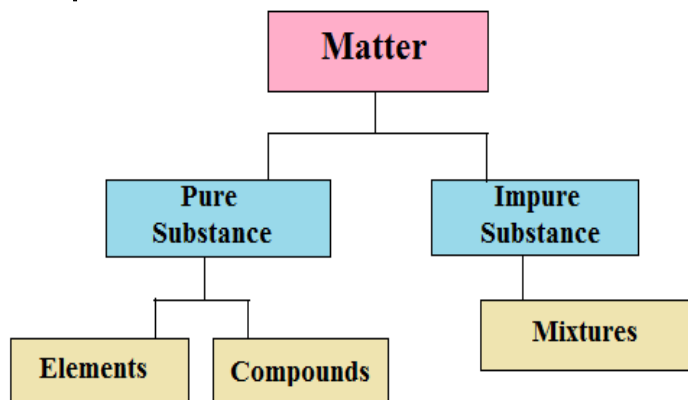 Matter
Pure
Substance
Impure
Substance
Elements
Compounds
Mixtures